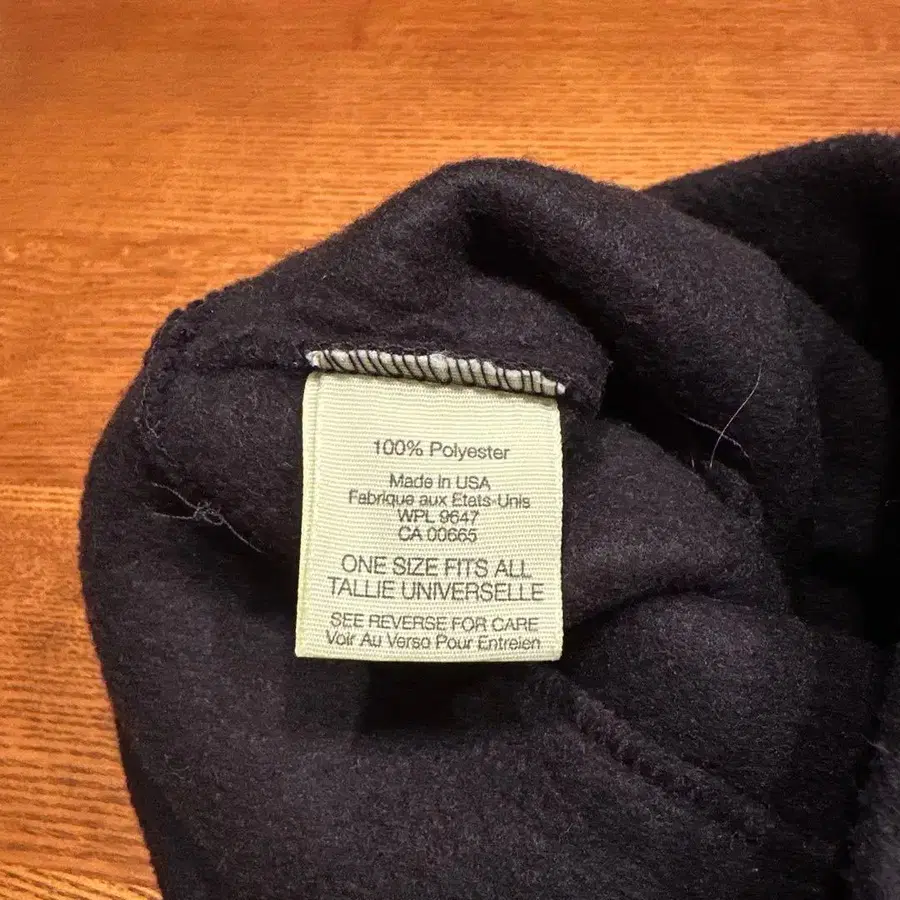 100% Polyester
Made in USA
Fabrique aux Etats-Unis
WPL 9647
CA 00665
ONE SIZE FITS ALL
TALLIE UNIVERSELLE
SEE REVERSE FOR CARE
Voir Au Verso Pour Entreien